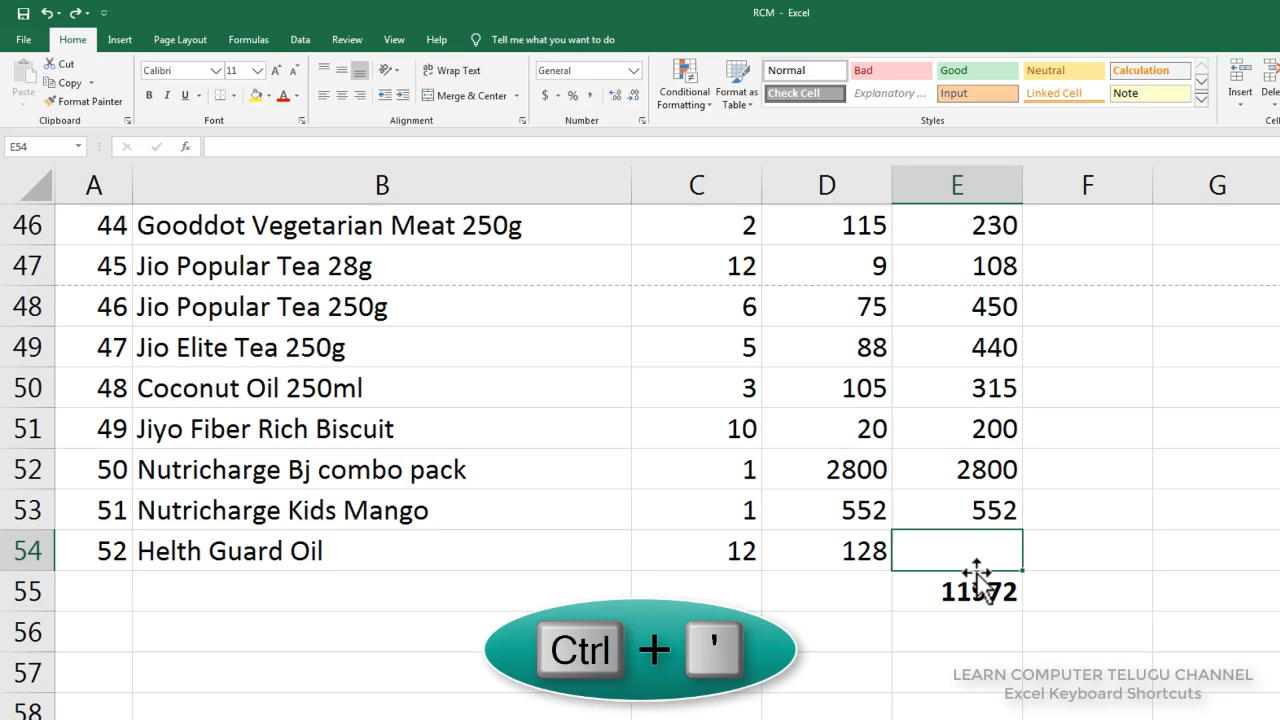 RCM - Excel
File Home Insert Page Layout Formulas Data Review View Help Tell me what you want to do
Cut
Copy
Format Painter
Paste
Clipboard
Calibri 11
B I U
Font
Wrap Text
Merge & Center
Alignment
General
$ %
Number
Conditional Formatting
Format as Table
Normal Bad Good Neutral Calculation
Check Cell Explanatory ... Input Linked Cell Note
Styles
Insert
E54 fx
A B C D E F G
46 44 Gooddot Vegetarian Meat 250g 2 115 230
47 45 Jio Popular Tea 28g 12 9 108
48 46 Jio Popular Tea 250g 6 75 450
49 47 Jio Elite Tea 250g 5 88 440
50 48 Coconut Oil 250ml 3 105 315
51 49 Jiyo Fiber Rich Biscuit 10 20 200
52 50 Nutricharge Bj combo pack 1 2800 2800
53 51 Nutricharge Kids Mango 1 552 552
54 52 Helth Guard Oil 12 128
55
56
57
58
Ctrl + '
LEARN COMPUTER TELUGU CHANNEL
Excel Keyboard Shortcuts